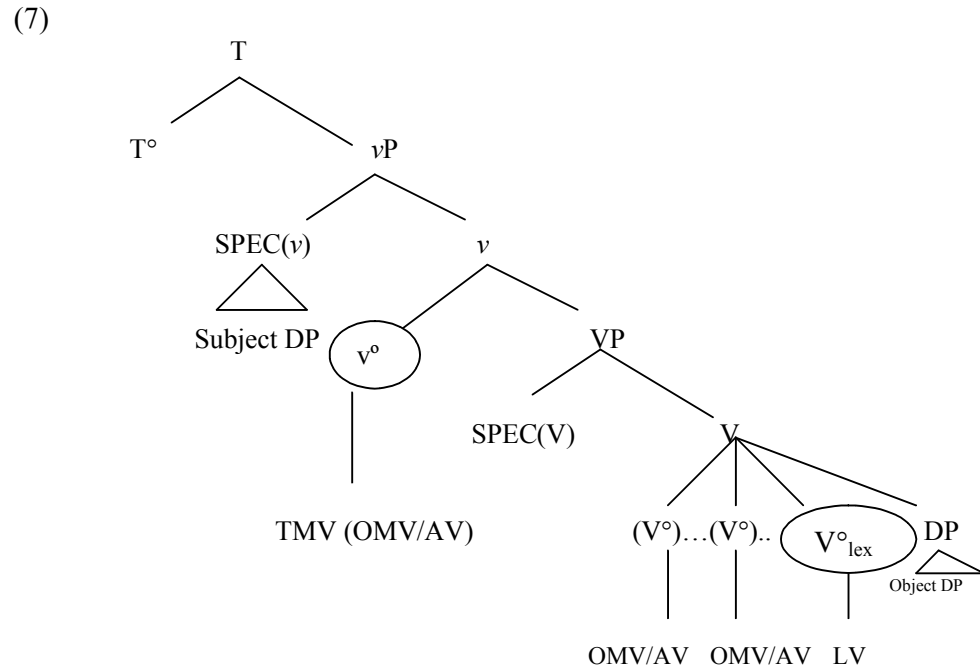 (7)
T
T° vP
SPEC(v) v
Subject DP v° VP
SPEC(V) V
TMV (OMV/AV) (V°)…(V°).. V°lex DP
Object DP
OMV/AV OMV/AV LV